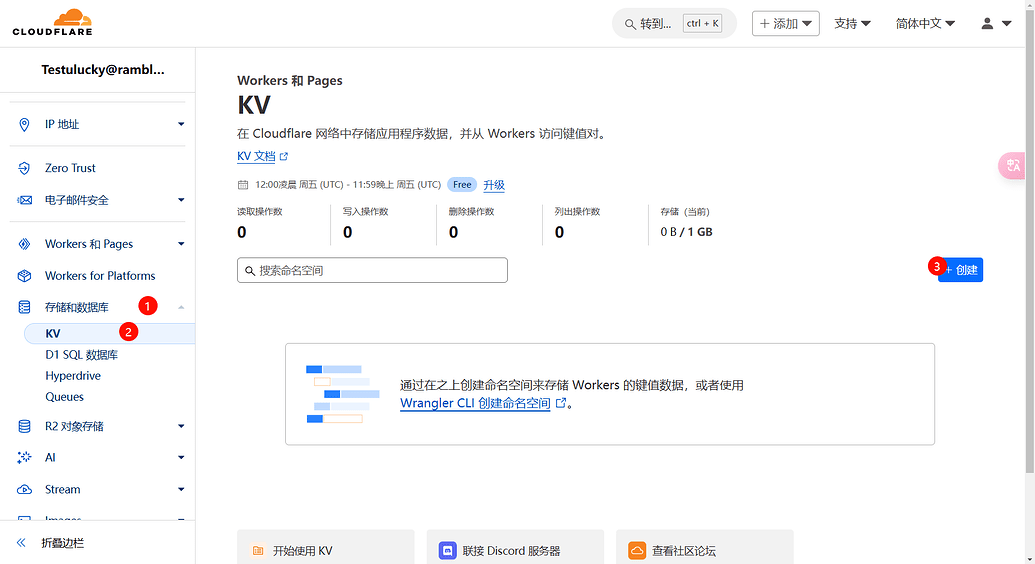 CLOUDFLARE
转到... ctrl + K
+ 添加
支持
简体中文
Testulucky@rambl...
IP 地址
Zero Trust
电子邮件安全
Workers 和 Pages
Workers for Platforms
存储和数据库 1
KV 2
D1 SQL 数据库
Hyperdrive
Queues
R2 对象存储
AI
Stream
Images
折叠边栏
Workers 和 Pages
KV
在 Cloudflare 网络中存储应用程序数据，并从 Workers 访问键值对。
KV 文档
12:00凌晨 周五 (UTC) - 11:59晚上 周五 (UTC) Free 升级
读取操作数 写入操作数 删除操作数 列出操作数 存储（当前）
0 0 0 0 0 B / 1 GB
搜索命名空间
3 + 创建
通过在之上创建命名空间来存储 Workers 的键值数据，或者使用
Wrangler CLI 创建命名空间 。
开始使用 KV
联接 Discord 服务器
查看社区论坛